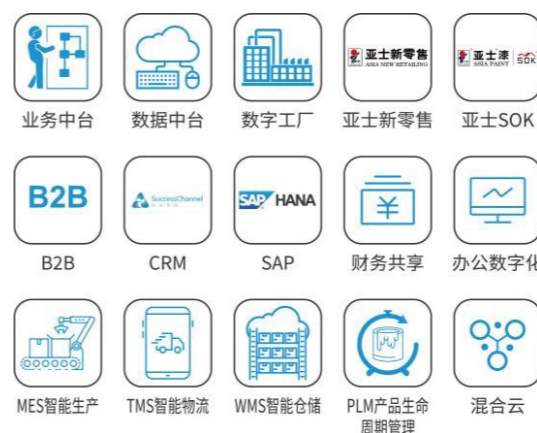 亚士新零售
ASIA NEW RETAILING
亚士漆 SOK
ASIA PAINT
业务中台
数据中台
数字工厂
亚士新零售
亚士SOK
B2B
SuccessChannel
SAP HANA
¥
B2B
CRM
SAP
财务共享
办公数字化
MES智能生产
TMS智能物流
WMS智能仓储
PLM产品生命
周期管理
混合云